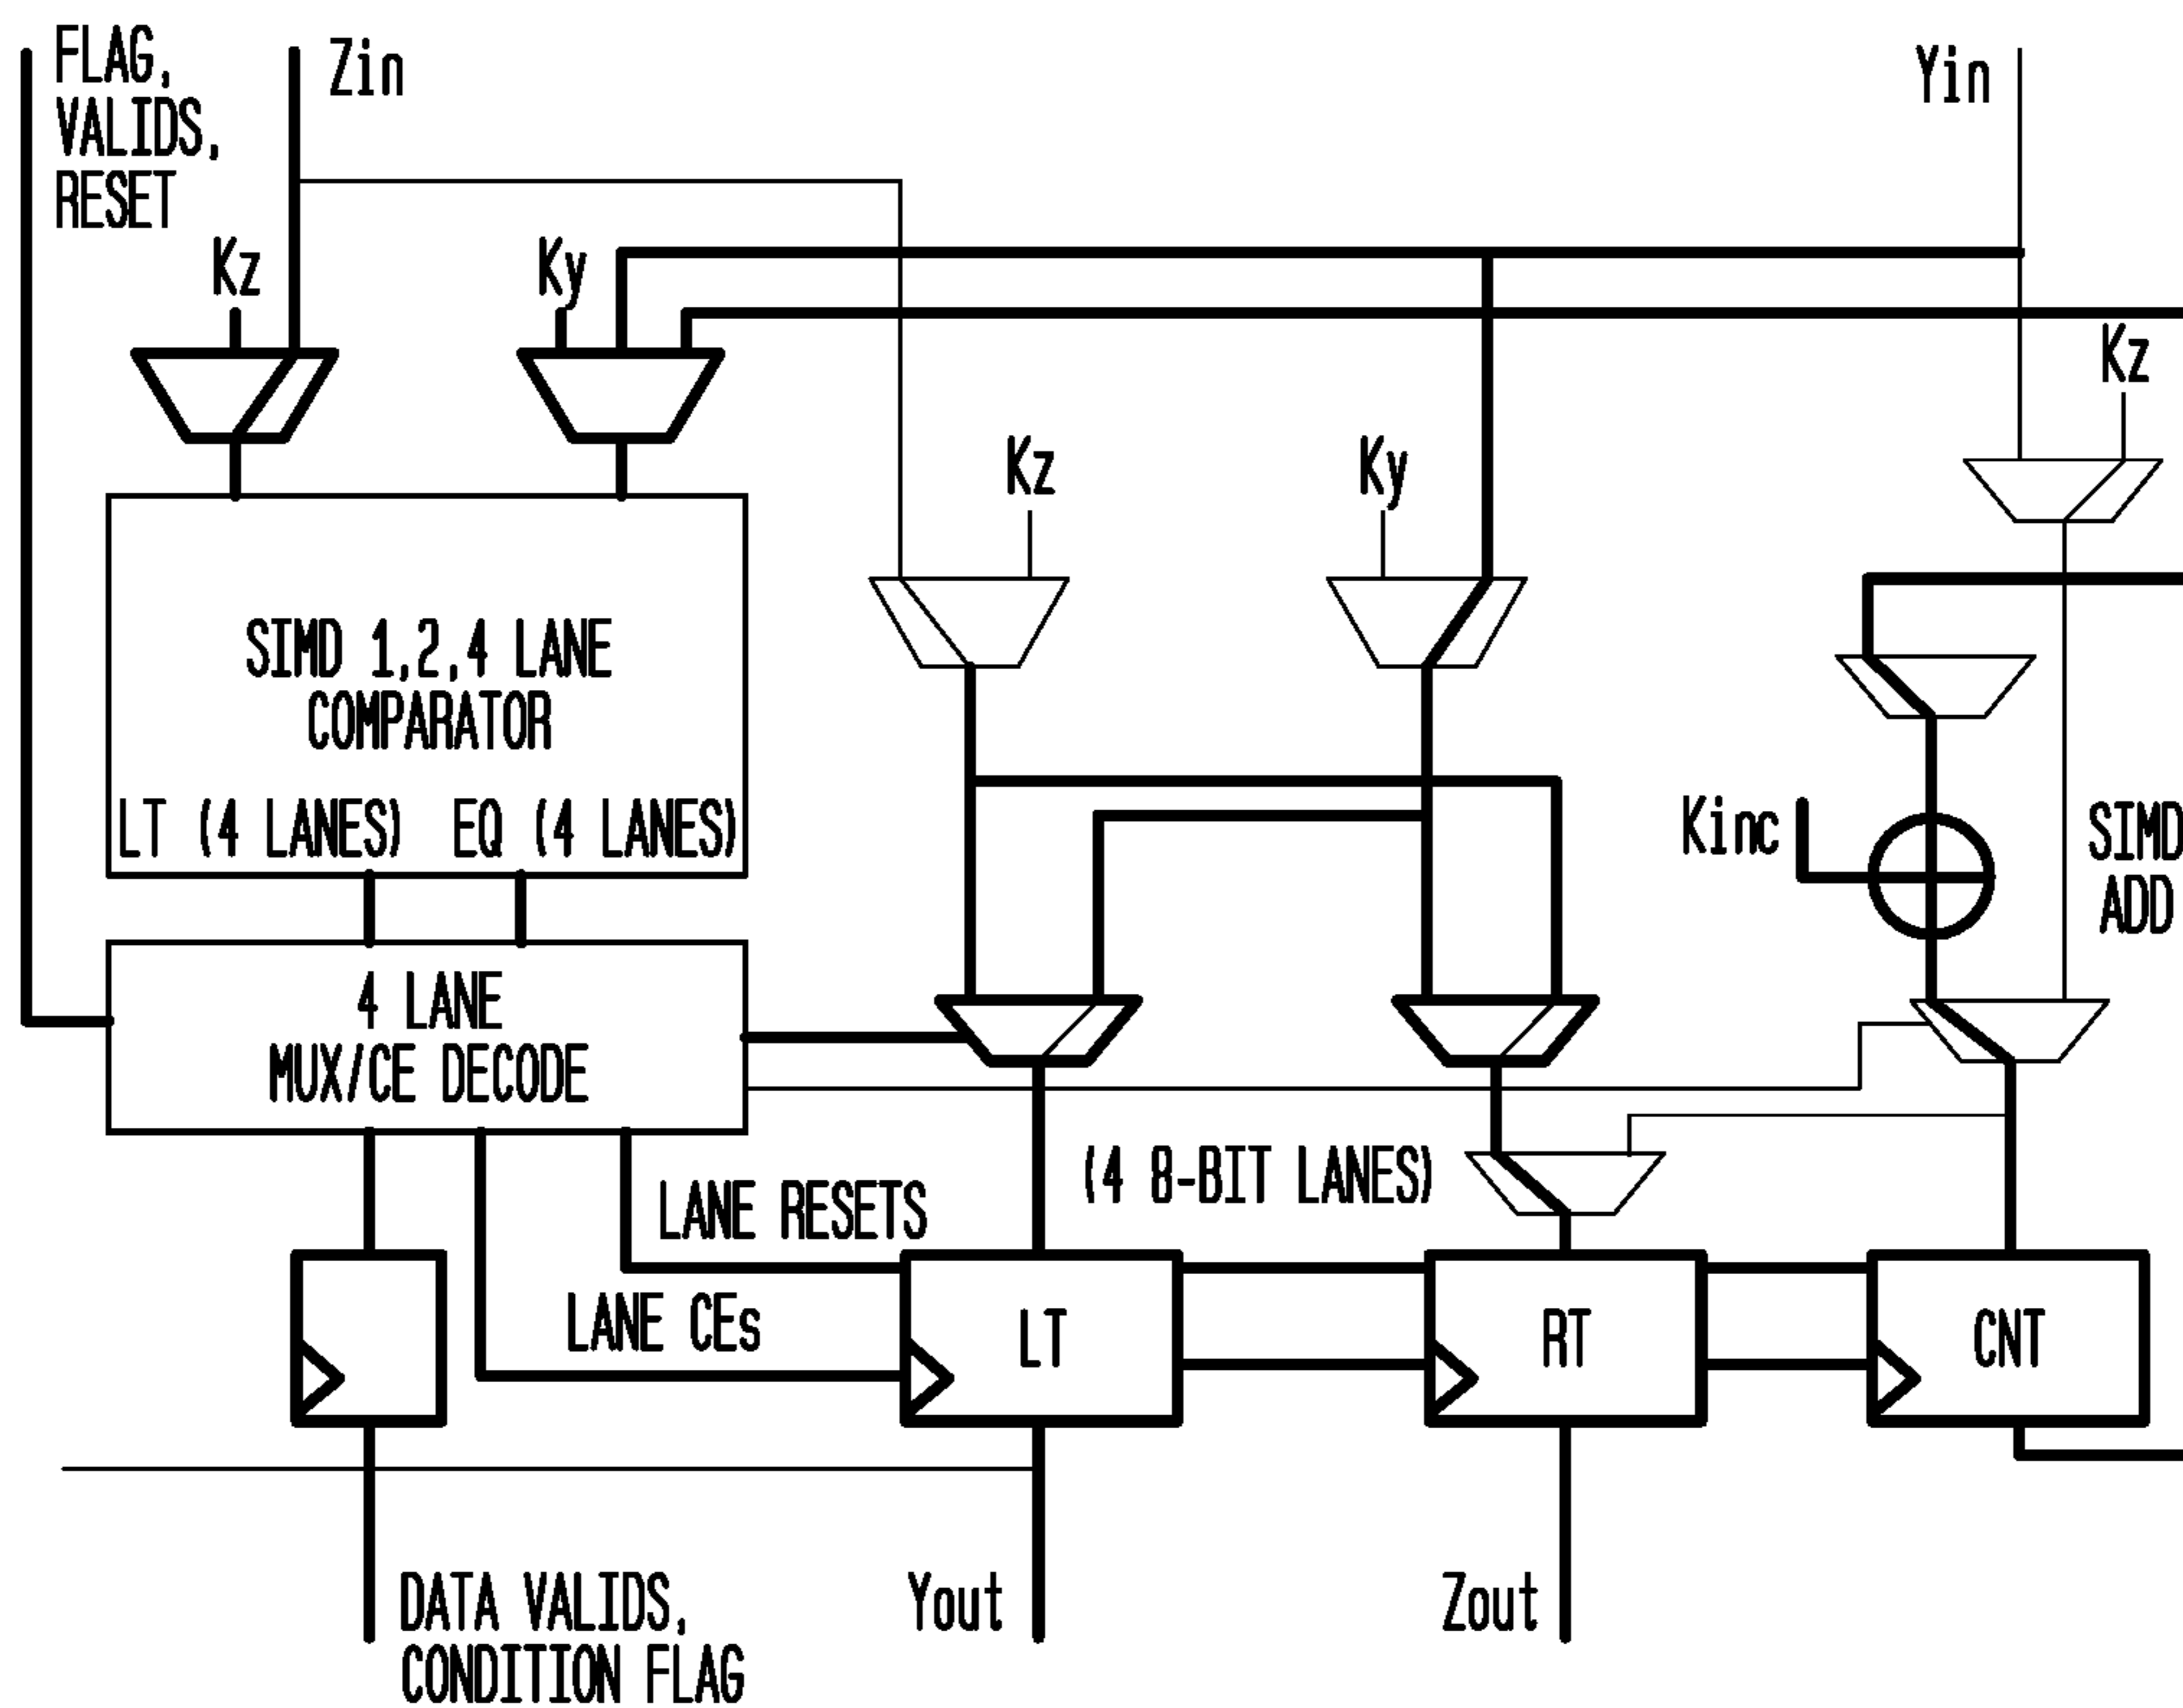 FLAG,
VALIDS,
RESET
Zin
Yin
Kz
Ky
Kz
Kz
Ky
SIMD 1,2,4 LANE
COMPARATOR
LT (4 LANES) EQ (4 LANES)
Kinc
SIMD
ADD
4 LANE
MUX/CE DECODE
(4 8-BIT LANES)
LANE RESETS
LANE CEs
LT
RT
CNT
DATA VALIDS,
CONDITION FLAG
Yout
Zout